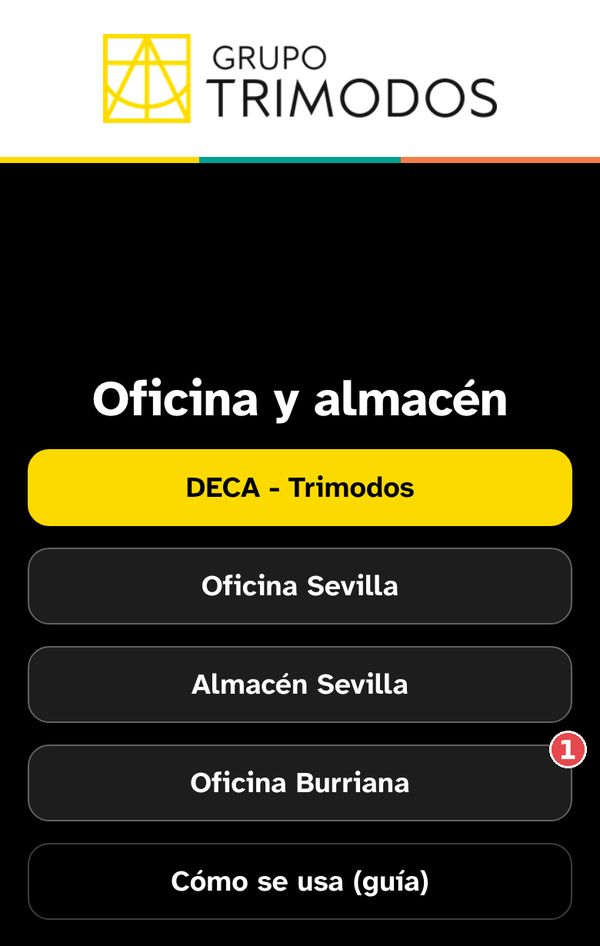 GRUPO
TRIMODOS
Oficina y almacén
DECA - Trimodos
Oficina Sevilla
Almacén Sevilla
1
Oficina Burriana
Cómo se usa (guía)